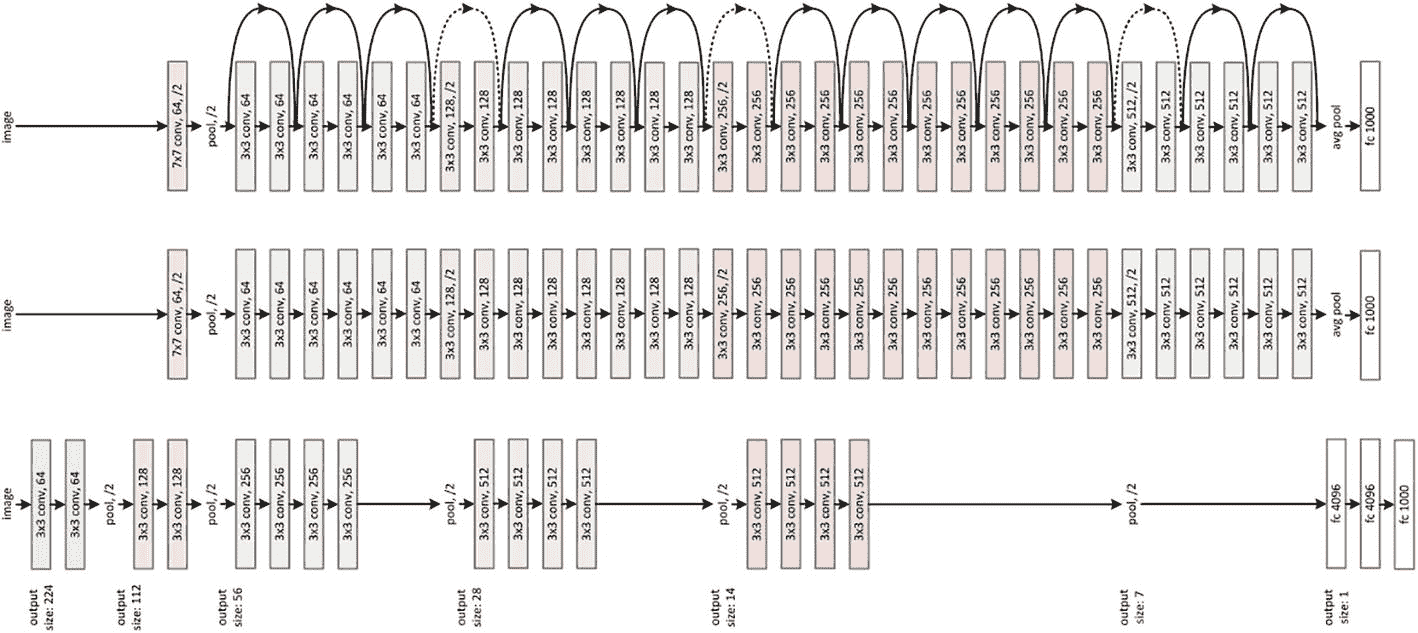 image
7x7 conv, 64, /2
pool, /2
3x3 conv, 64
3x3 conv, 64
3x3 conv, 64
3x3 conv, 64
3x3 conv, 64
3x3 conv, 64
3x3 conv, 128, /2
3x3 conv, 128
3x3 conv, 128
3x3 conv, 128
3x3 conv, 128
3x3 conv, 128
3x3 conv, 128
3x3 conv, 128
3x3 conv, 256, /2
3x3 conv, 256
3x3 conv, 256
3x3 conv, 256
3x3 conv, 256
3x3 conv, 256
3x3 conv, 256
3x3 conv, 256
3x3 conv, 256
3x3 conv, 256
3x3 conv, 256
3x3 conv, 256
3x3 conv, 512, /2
3x3 conv, 512
3x3 conv, 512
3x3 conv, 512
3x3 conv, 512
3x3 conv, 512
avg pool
fc 1000
image
7x7 conv, 64, /2
pool, /2
3x3 conv, 64
3x3 conv, 64
3x3 conv, 64
3x3 conv, 64
3x3 conv, 64
3x3 conv, 64
3x3 conv, 128, /2
3x3 conv, 128
3x3 conv, 128
3x3 conv, 128
3x3 conv, 128
3x3 conv, 128
3x3 conv, 128
3x3 conv, 128
3x3 conv, 256, /2
3x3 conv, 256
3x3 conv, 256
3x3 conv, 256
3x3 conv, 256
3x3 conv, 256
3x3 conv, 256
3x3 conv, 256
3x3 conv, 256
3x3 conv, 256
3x3 conv, 256
3x3 conv, 256
3x3 conv, 512, /2
3x3 conv, 512
3x3 conv, 512
3x3 conv, 512
3x3 conv, 512
3x3 conv, 512
avg pool
fc 1000
image
3x3 conv, 64
3x3 conv, 64
pool, /2
3x3 conv, 128
3x3 conv, 128
pool, /2
3x3 conv, 256
3x3 conv, 256
3x3 conv, 256
3x3 conv, 256
pool, /2
3x3 conv, 512
3x3 conv, 512
3x3 conv, 512
3x3 conv, 512
pool, /2
3x3 conv, 512
3x3 conv, 512
3x3 conv, 512
3x3 conv, 512
pool, /2
fc 4096
fc 4096
fc 1000
output
size: 224
output
size: 112
output
size: 56
output
size: 28
output
size: 14
output
size: 7
output
size: 1